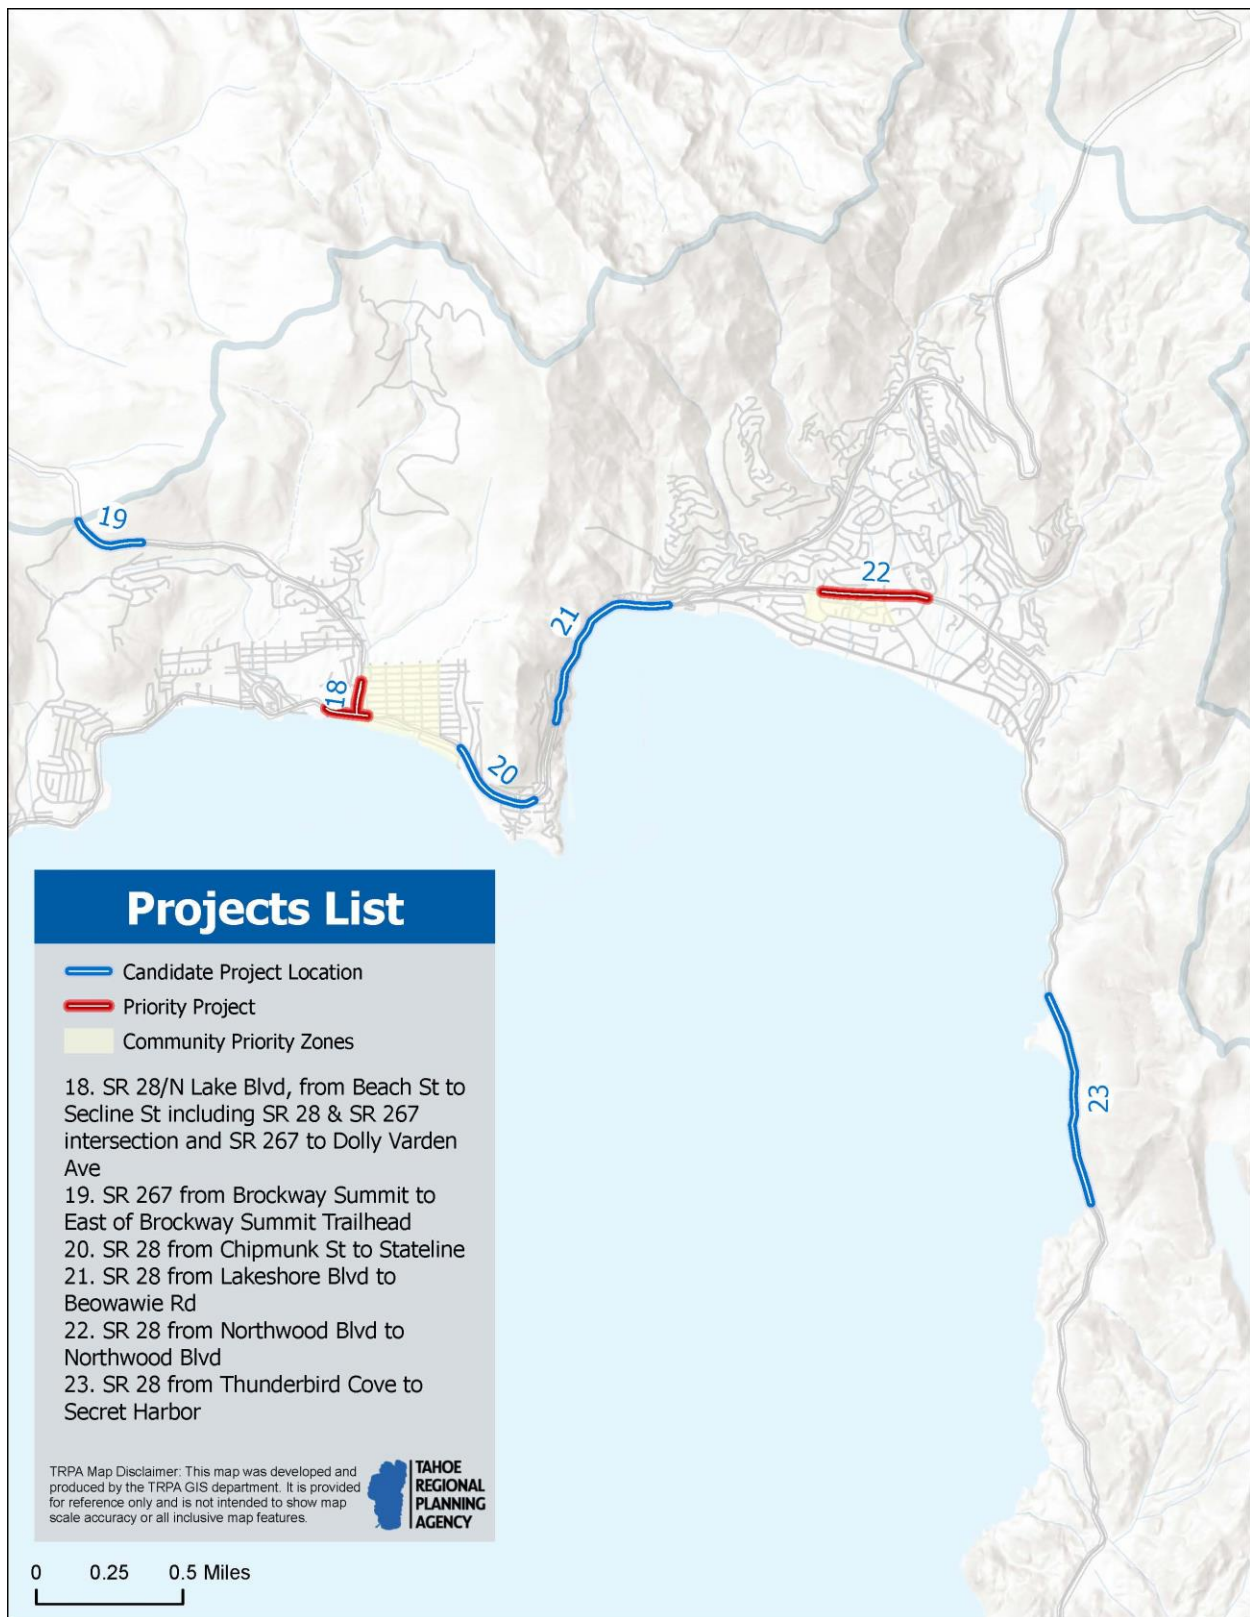 19
22
21
18
20
23
Projects List
Candidate Project Location
Priority Project
Community Priority Zones
18. SR 28/N Lake Blvd, from Beach St to
Secline St including SR 28 & SR 267
intersection and SR 267 to Dolly Varden
Ave
19. SR 267 from Brockway Summit to
East of Brockway Summit Trailhead
20. SR 28 from Chipmunk St to Stateline
21. SR 28 from Lakeshore Blvd to
Beowawie Rd
22. SR 28 from Northwood Blvd to
Northwood Blvd
23. SR 28 from Thunderbird Cove to
Secret Harbor
TRPA Map Disclaimer: This map was developed and
produced by the TRPA GIS department. It is provided
for reference only and is not intended to show map
scale accuracy or all inclusive map features.
TAHOE
REGIONAL
PLANNING
AGENCY
0 0.25 0.5 Miles